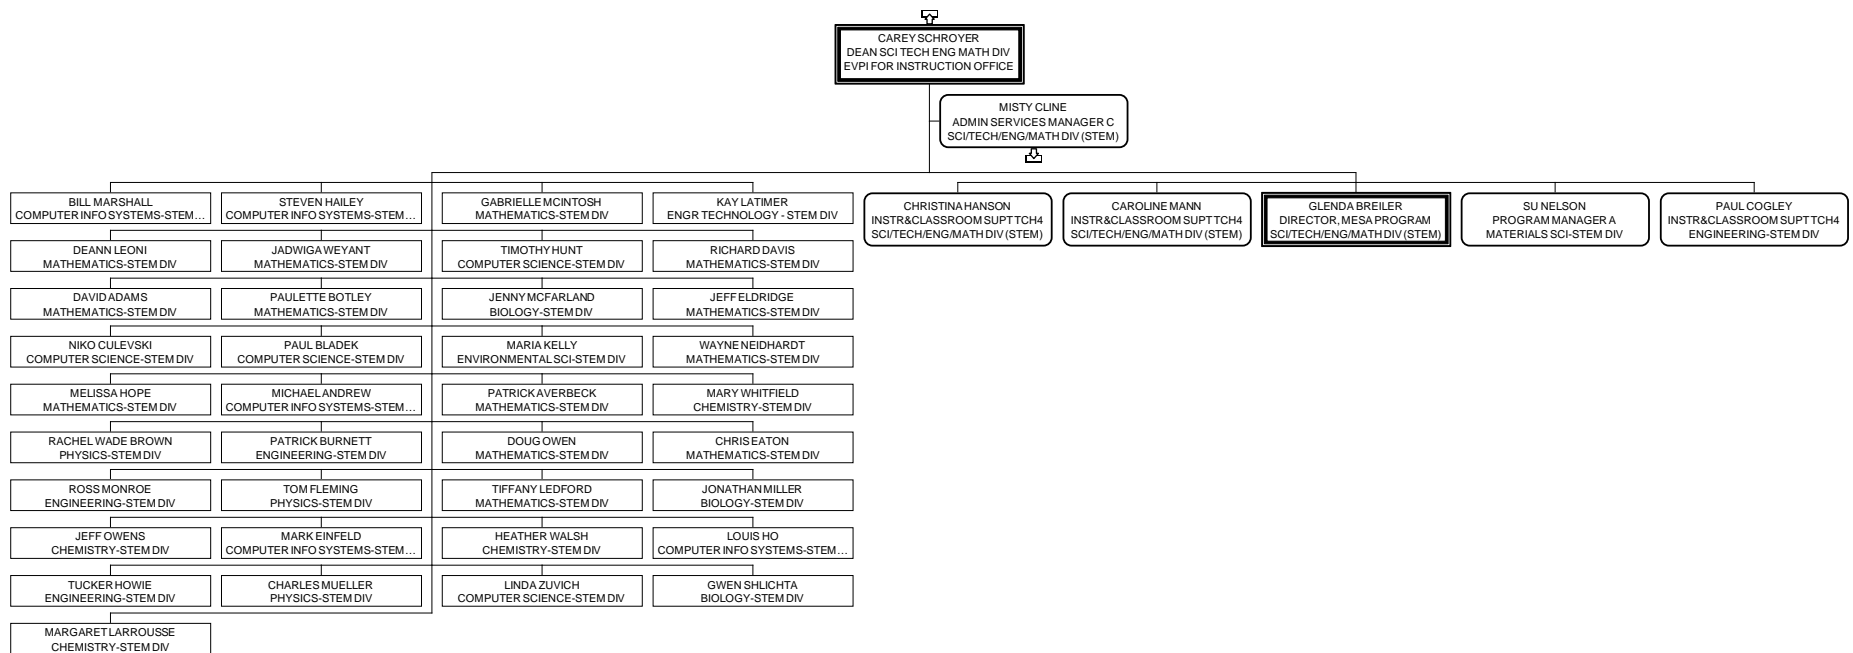 CAREY SCHROYER
DEAN SCI TECH ENG MATH DIV
EVPI FOR INSTRUCTION OFFICE
MISTY CLINE
ADMIN SERVICES MANAGER C
SCI/TECH/ENG/MATH DIV (STEM)
BILL MARSHALL
COMPUTER INFO SYSTEMS-STEM...
STEVEN HAILEY
COMPUTER INFO SYSTEMS-STEM...
GABRIELLE MCINTOSH
MATHEMATICS-STEM DIV
KAY LATIMER
ENGR TECHNOLOGY - STEM DIV
CHRISTINA HANSON
INSTR&CLASSROOM SUPT TCH4
SCI/TECH/ENG/MATH DIV (STEM)
CAROLINE MANN
INSTR&CLASSROOM SUPT TCH4
SCI/TECH/ENG/MATH DIV (STEM)
GLENDA BREILER
DIRECTOR, MESA PROGRAM
SCI/TECH/ENG/MATH DIV (STEM)
SU NELSON
PROGRAM MANAGER A
MATERIALS SCI-STEM DIV
PAUL COGLEY
INSTR&CLASSROOM SUPT TCH4
ENGINEERING-STEM DIV
DEANN LEONI
MATHEMATICS-STEM DIV
JADWIGA WEYANT
MATHEMATICS-STEM DIV
TIMOTHY HUNT
COMPUTER SCIENCE-STEM DIV
RICHARD DAVIS
MATHEMATICS-STEM DIV
DAVID ADAMS
MATHEMATICS-STEM DIV
PAULETTE BOTLEY
MATHEMATICS-STEM DIV
JENNY MCFARLAND
BIOLOGY-STEM DIV
JEFF ELDRIDGE
MATHEMATICS-STEM DIV
NIKO CULEVSKI
COMPUTER SCIENCE-STEM DIV
PAUL BLADEK
COMPUTER SCIENCE-STEM DIV
MARIA KELLY
ENVIRONMENTAL SCI-STEM DIV
WAYNE NEIDHARDT
MATHEMATICS-STEM DIV
MELISSA HOPE
MATHEMATICS-STEM DIV
MICHAEL ANDREW
COMPUTER INFO SYSTEMS-STEM...
PATRICK AVERBECK
MATHEMATICS-STEM DIV
MARY WHITFIELD
CHEMISTRY-STEM DIV
RACHEL WADE BROWN
PHYSICS-STEM DIV
PATRICK BURNETT
ENGINEERING-STEM DIV
DOUG OWEN
MATHEMATICS-STEM DIV
CHRIS EATON
MATHEMATICS-STEM DIV
ROSS MONROE
ENGINEERING-STEM DIV
TOM FLEMING
PHYSICS-STEM DIV
TIFFANY LEDFORD
MATHEMATICS-STEM DIV
JONATHAN MILLER
BIOLOGY-STEM DIV
JEFF OWENS
CHEMISTRY-STEM DIV
MARK EINFELD
COMPUTER INFO SYSTEMS-STEM...
HEATHER WALSH
CHEMISTRY-STEM DIV
LOUIS HO
COMPUTER INFO SYSTEMS-STEM...
TUCKER HOWIE
ENGINEERING-STEM DIV
CHARLES MUELLER
PHYSICS-STEM DIV
LINDA ZUVICH
COMPUTER SCIENCE-STEM DIV
GWEN SHLICHTA
BIOLOGY-STEM DIV
MARGARET LARROUSSE
CHEMISTRY-STEM DIV